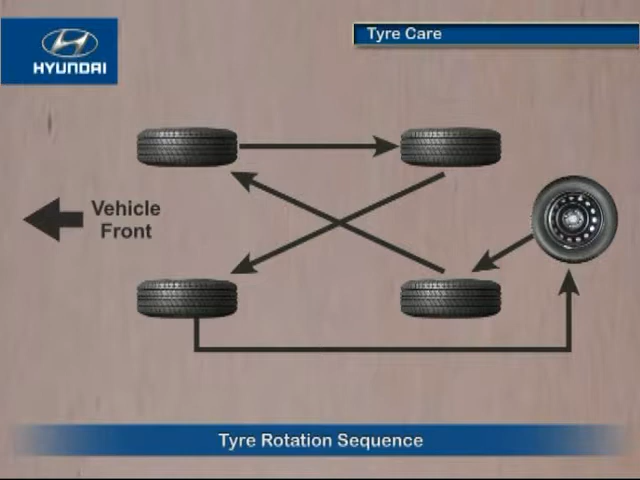 HYUNDAI
Tyre Care
Vehicle
Front
Tyre Rotation Sequence